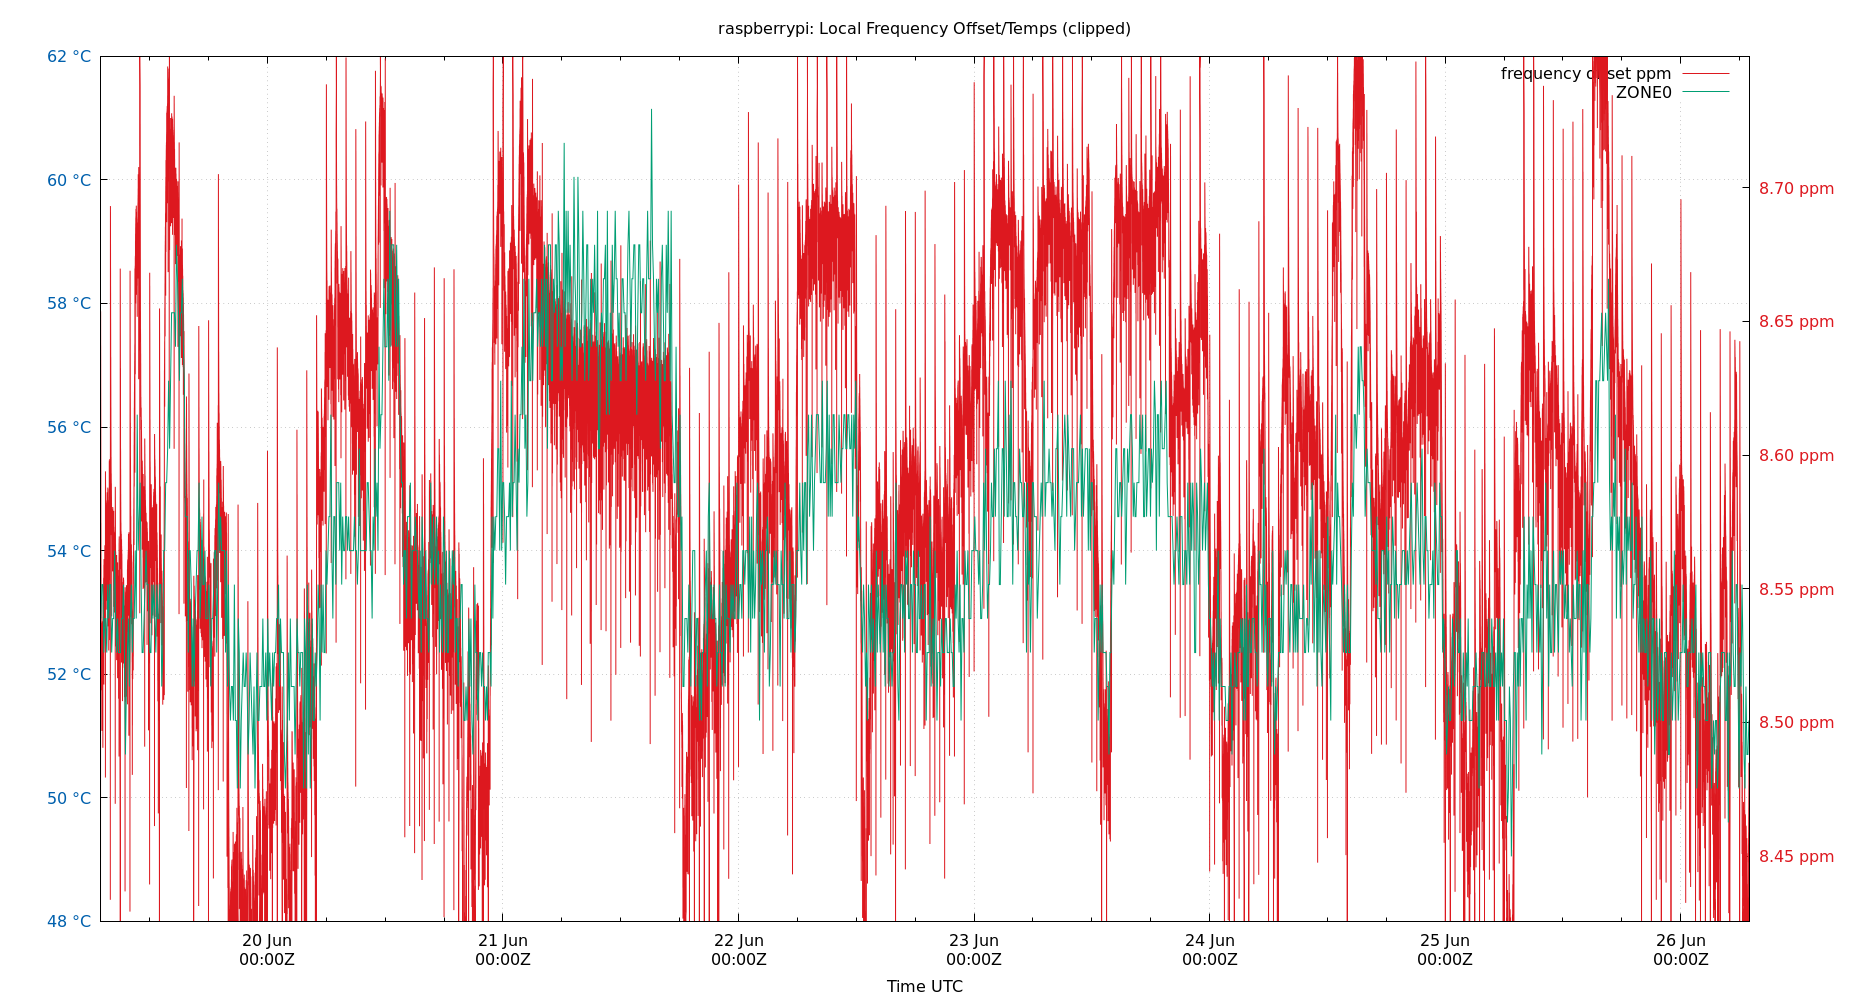 raspberrypi: Local Frequency Offset/Temps (clipped)
62 °C
60 °C
58 °C
56 °C
54 °C
52 °C
50 °C
48 °C
frequency offset ppm
ZONE0
8.70 ppm
8.65 ppm
8.60 ppm
8.55 ppm
8.50 ppm
8.45 ppm
20 Jun
00:00Z
21 Jun
00:00Z
22 Jun
00:00Z
23 Jun
00:00Z
24 Jun
00:00Z
25 Jun
00:00Z
26 Jun
00:00Z
Time UTC